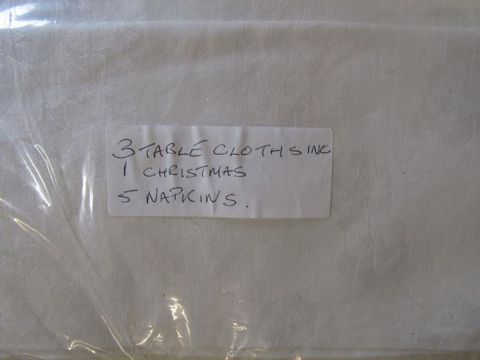 3 TABLE CLOTHS INC
1 CHRISTMAS
5 NAPKINS.